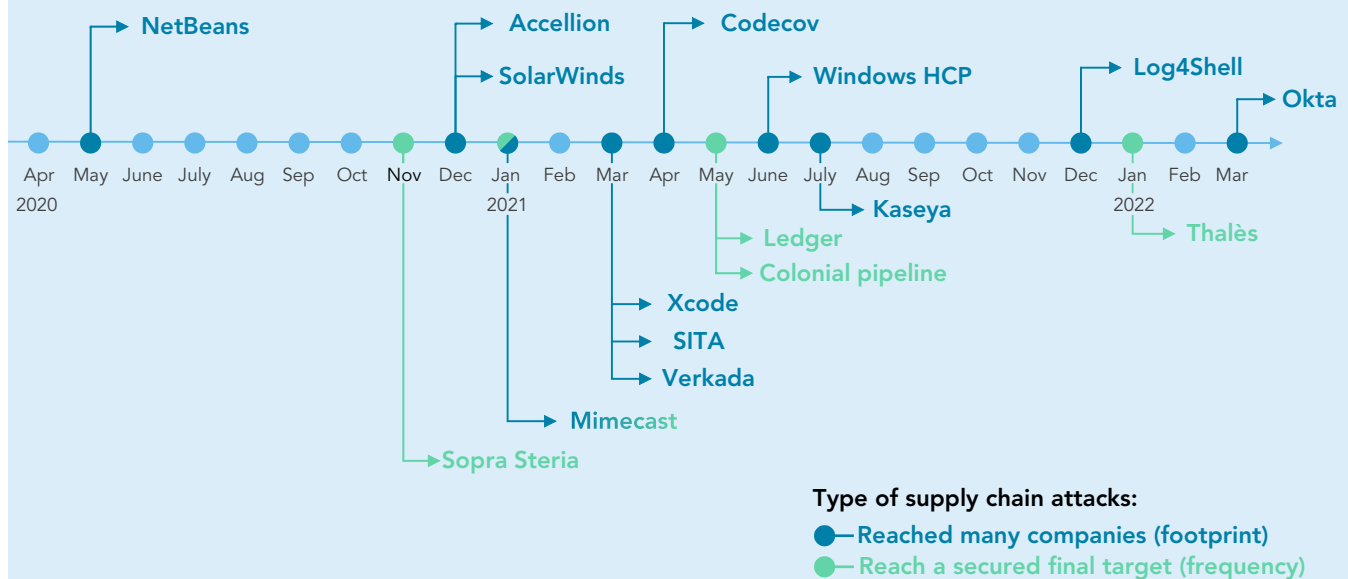 NetBeans
Accellion
Codecov
SolarWinds
Windows HCP
Log4Shell
Okta
Apr May June July Aug Sep Oct Nov Dec Jan Feb Mar Apr May June July Aug Sep Oct Nov Dec Jan Feb Mar
2020 2021 2022
Kaseya
Ledger
Thalès
Colonial pipeline
Xcode
SITA
Verkada
Mimecast
Sopra Steria
Type of supply chain attacks:
Reached many companies (footprint)
Reach a secured final target (frequency)